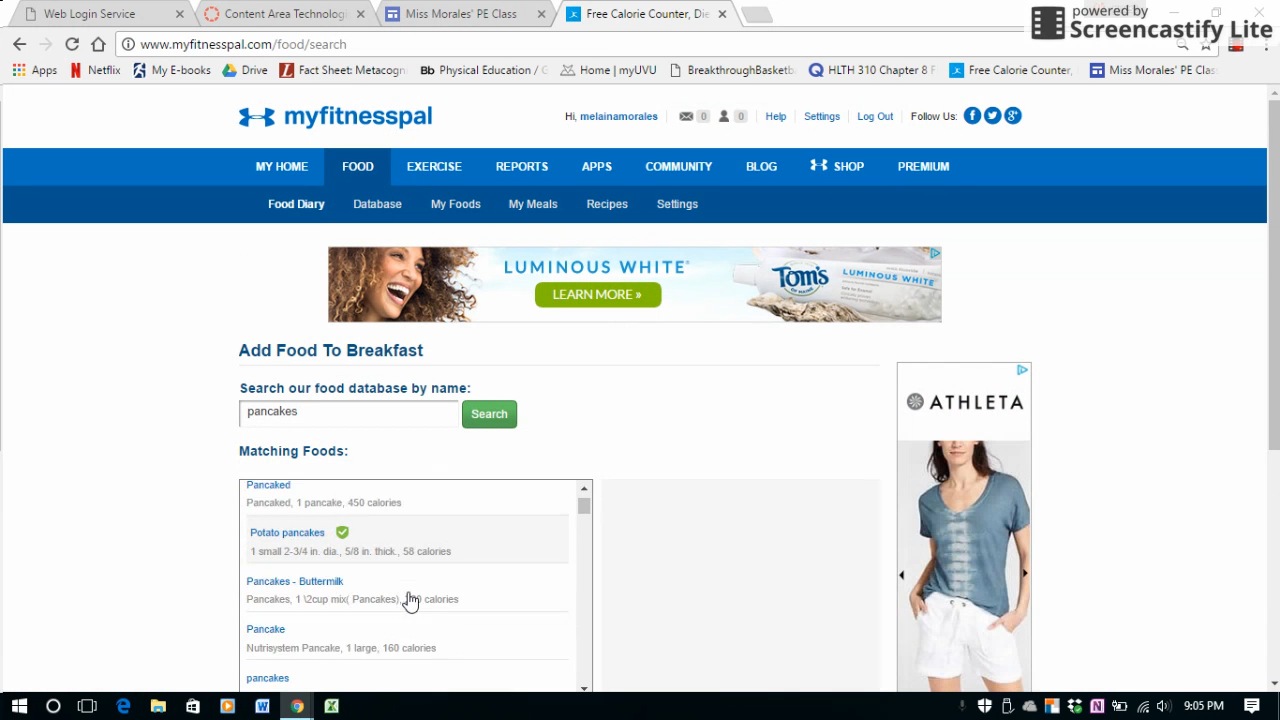 Web Login Service
Content Area Technolog
Miss Morales' PE Class
Free Calorie Counter, Die
powered by
Screencastify Lite
www.myfitnesspal.com/food/search
Apps
Netflix
My E-books
Drive
Fact Sheet: Metacogn
Bb Physical Education / G
Home | myUVU
BreakthroughBasketb
HLTH 310 Chapter 8 F
Free Calorie Counter,
Miss Morales' PE Clas
myfitnesspal
Hi, melainamorales
0
0
Help
Settings
Log Out
Follow Us:
MY HOME
FOOD
EXERCISE
REPORTS
APPS
COMMUNITY
BLOG
SHOP
PREMIUM
Food Diary
Database
My Foods
My Meals
Recipes
Settings
LUMINOUS WHITE
LEARN MORE »
TOM'S
OF MAINE
LUMINOUS WHITE
Add Food To Breakfast
Search our food database by name:
pancakes
Search
Matching Foods:
Pancaked
Pancaked, 1 pancake, 450 calories
Potato pancakes
1 small 2-3/4 in. dia., 5/8 in. thick., 58 calories
Pancakes - Buttermilk
Pancakes, 1 \2cup mix( Pancakes), calories
Pancake
Nutrisystem Pancake, 1 large, 160 calories
pancakes
ATHLETA
9:05 PM